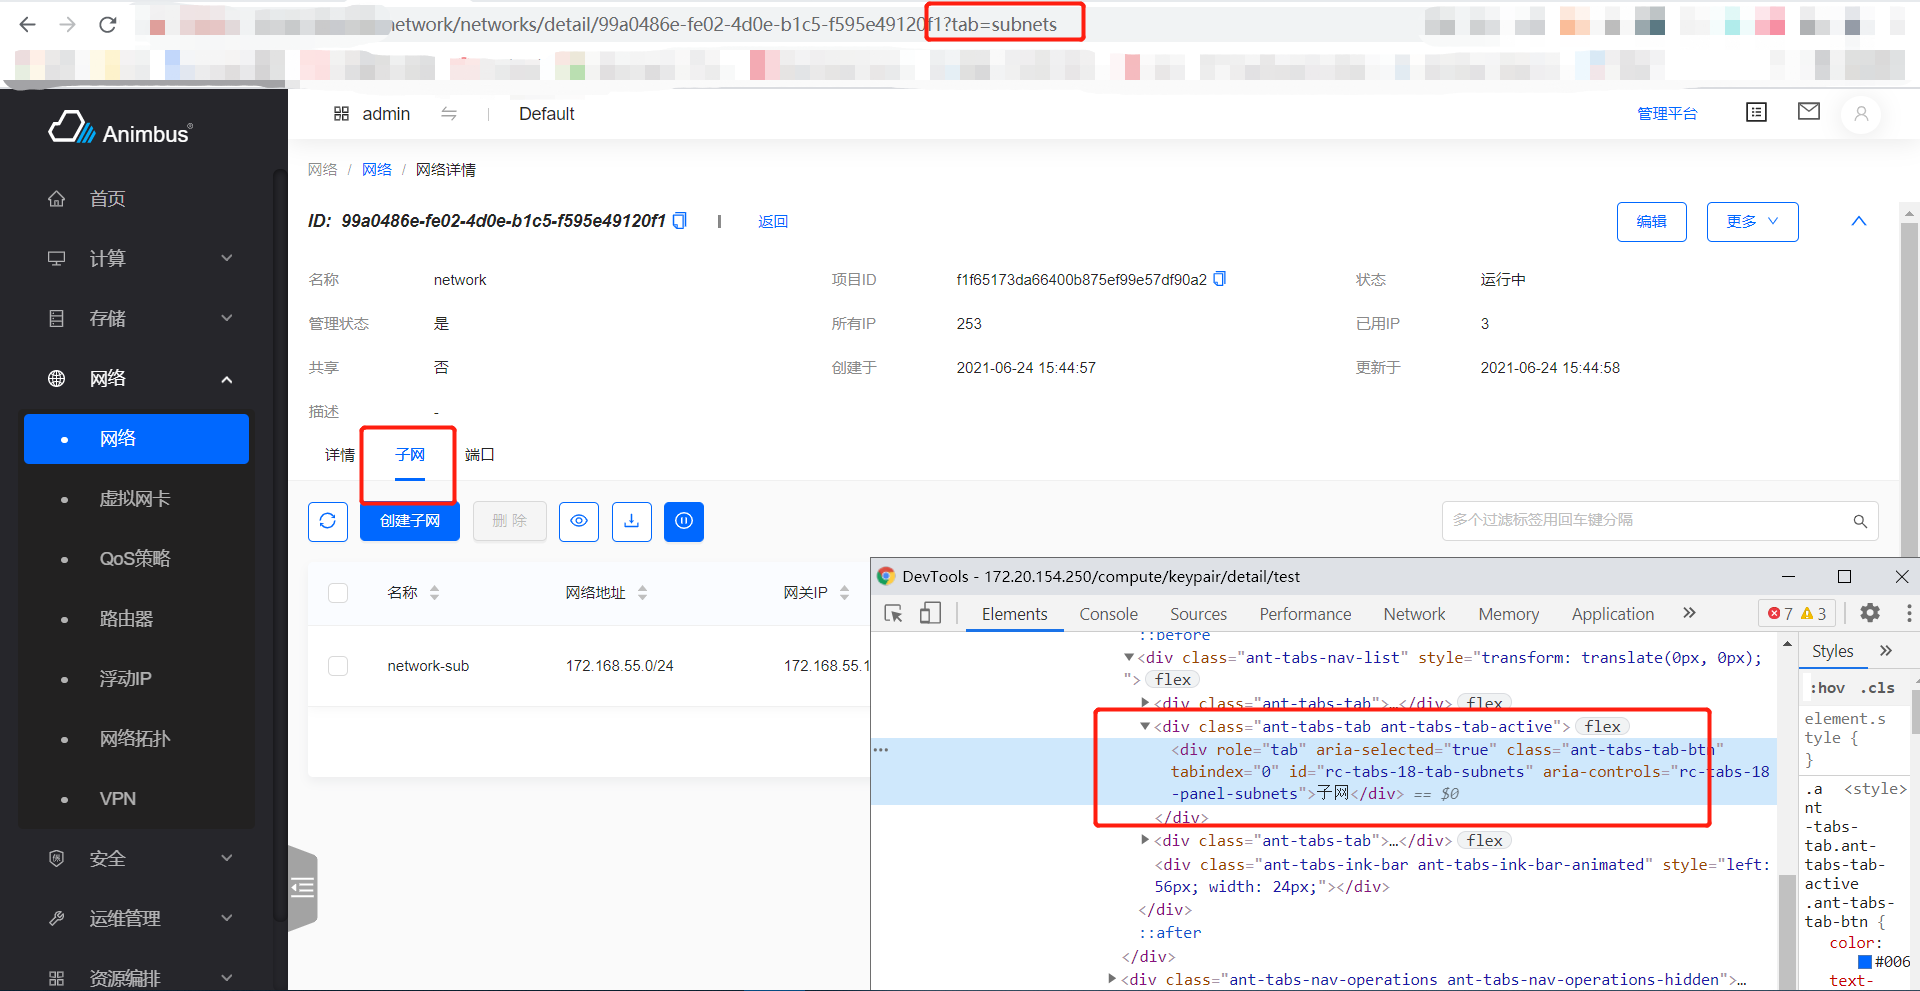 etwork/networks/detail/99a0486e-fe02-4d0e-b1c5-f595e49120f1?tab=subnets
Animbus®
admin
Default
管理平台
首页
计算
存储
网络
网络
虚拟网卡
QoS策略
路由器
浮动IP
网络拓扑
VPN
安全
运维管理
资源编排
网络 / 网络 / 网络详情
ID: 99a0486e-fe02-4d0e-b1c5-f595e49120f1
返回
编辑
更多
名称 network 项目ID f1f65173da66400b875ef99e57df90a2 状态 运行中
管理状态 是 所有IP 253 已用IP 3
共享 否 创建于 2021-06-24 15:44:57 更新于 2021-06-24 15:44:58
描述 -
详情 子网 端口
创建子网 删 除
多个过滤标签用回车键分隔
名称 网络地址 网关IP
network-sub 172.168.55.0/24 172.168.55.1
DevTools - 172.20.154.250/compute/keypair/detail/test
Elements Console Sources Performance Network Memory Application » 7 3
::before
<div class="ant-tabs-nav-list" style="transform: translate(0px, 0px);
"> flex
<div class="ant-tabs-tab">…</div> flex
<div class="ant-tabs-tab ant-tabs-tab-active"> flex
<div role="tab" aria-selected="true" class="ant-tabs-tab-btn"
tabindex="0" id="rc-tabs-18-tab-subnets" aria-controls="rc-tabs-18
-panel-subnets">子网</div> == $0
</div>
<div class="ant-tabs-tab">…</div> flex
<div class="ant-tabs-ink-bar ant-tabs-ink-bar-animated" style="left:
56px; width: 24px;"></div>
</div>
::after
</div>
<div class="ant-tabs-nav-operations ant-tabs-nav-operations-hidden">…
Styles »
:hov .cls
element.s
tyle {
}
.a <style>
nt
-tabs-
tab.ant-
tabs-tab-
active
.ant-tabs-
tab-btn {
color:
#006
text-